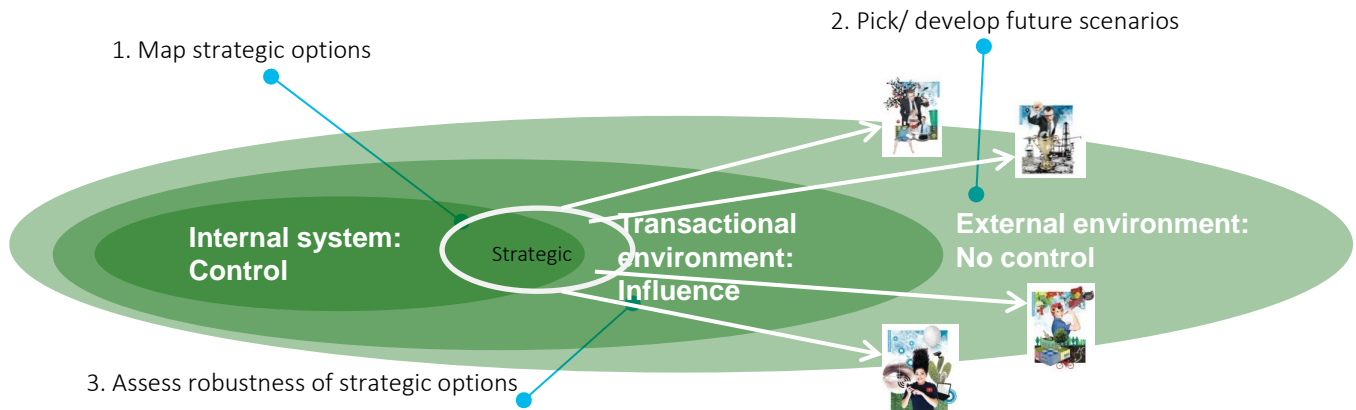 2. Pick/ develop future scenarios
1. Map strategic options
Internal system:
Control
Strategic
Transactional
environment:
Influence
External environment:
No control
3. Assess robustness of strategic options